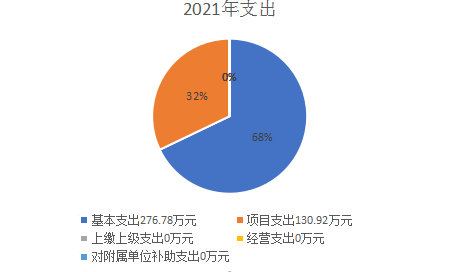 2021年支出
0%
32%
68%
基本支出276.78万元 项目支出130.92万元
上缴上级支出0万元 经营支出0万元
对附属单位补助支出0万元